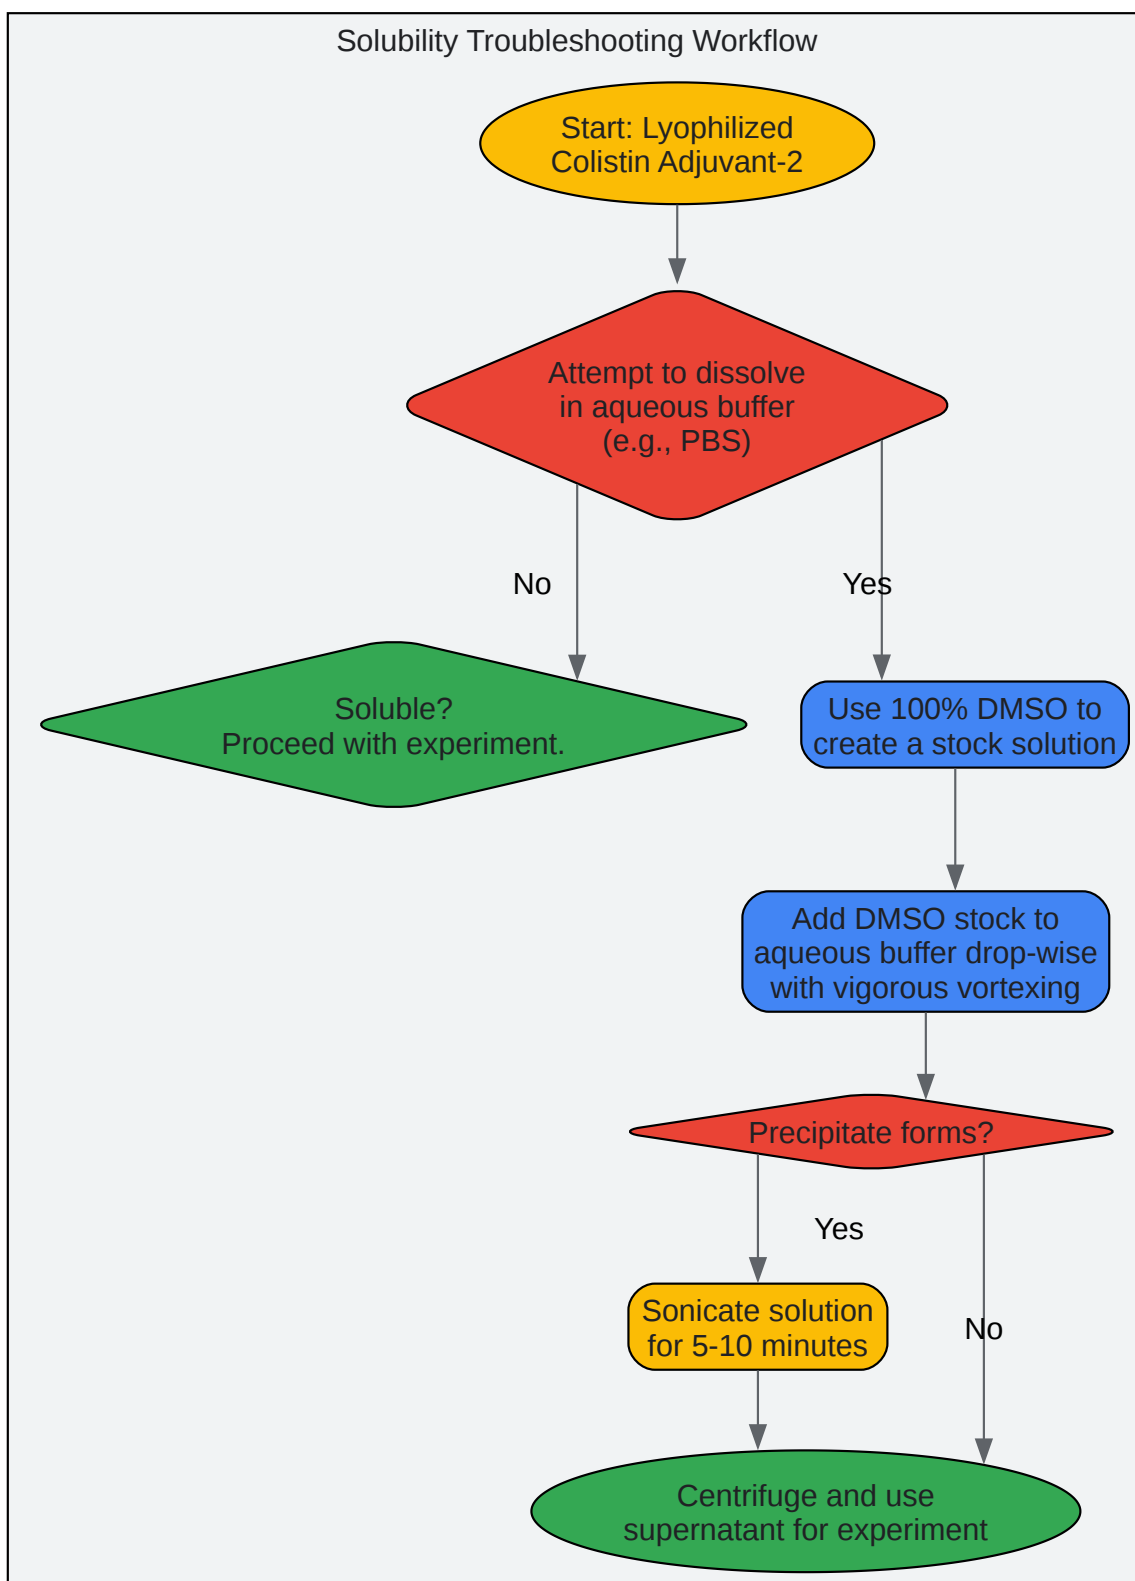 Solubility Troubleshooting Workflow
Start: Lyophilized
Colistin Adjuvant-2
Attempt to dissolve
in aqueous buffer
(e.g., PBS)
No
Yes
Soluble?
Proceed with experiment.
Use 100% DMSO to
create a stock solution
Add DMSO stock to
aqueous buffer drop-wise
with vigorous vortexing
Precipitate forms?
Yes
Sonicate solution
for 5-10 minutes
No
Centrifuge and use
supernatant for experiment